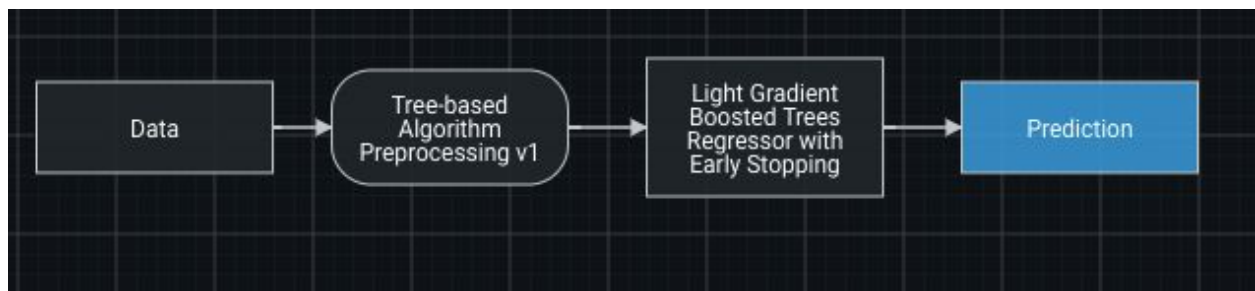 Data
Tree-based
Algorithm
Preprocessing v1
Light Gradient
Boosted Trees
Regressor with
Early Stopping
Prediction